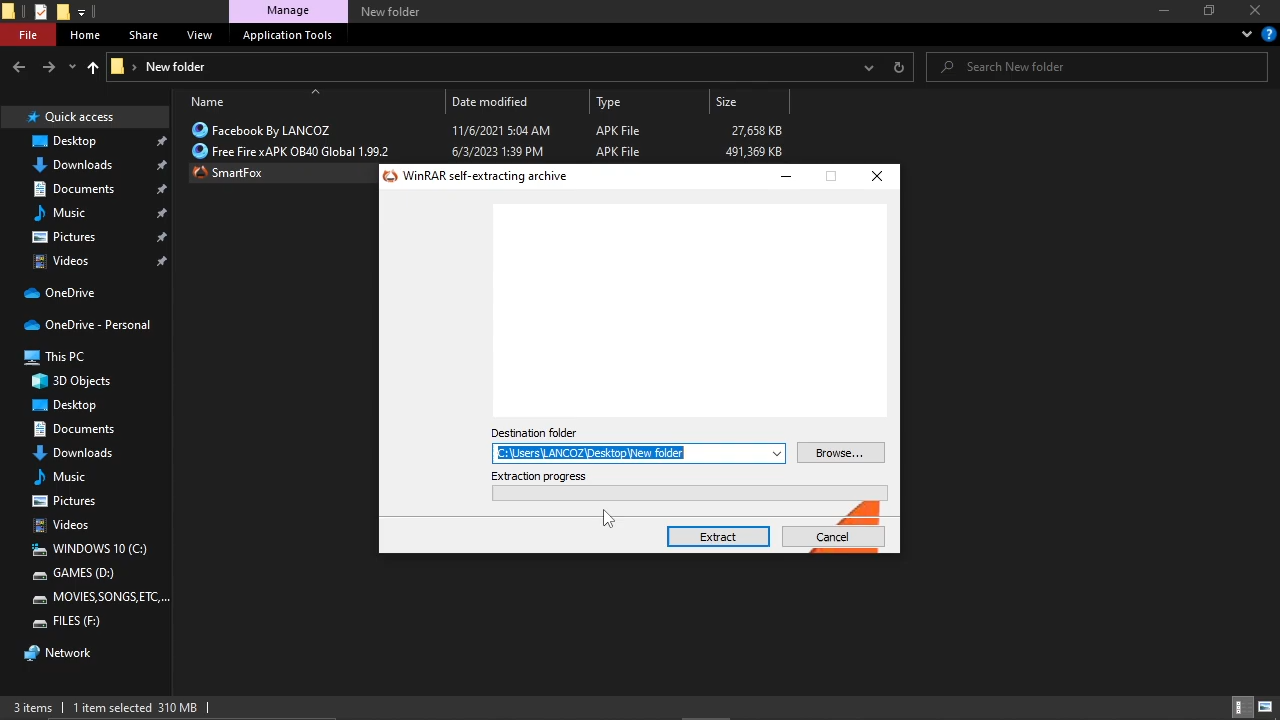 Manage
New folder
File
Home
Share
View
Application Tools
New folder
Search New folder
Name
Date modified
Type
Size
Facebook By LANCOZ
11/6/2021 5:04 AM
APK File
27,658 KB
Free Fire xAPK OB40 Global 1.99.2
6/3/2023 1:39 PM
APK File
491,369 KB
SmartFox
WinRAR self-extracting archive
Destination folder
C:\Users\LANCOZ\Desktop\New folder
Browse...
Extraction progress
Extract
Cancel
Quick access
Desktop
Downloads
Documents
Music
Pictures
Videos
OneDrive
OneDrive - Personal
This PC
3D Objects
Desktop
Documents
Downloads
Music
Pictures
Videos
WINDOWS 10 (C:)
GAMES (D:)
MOVIES,SONGS,ETC,...
FILES (F:)
Network
3 items
1 item selected 310 MB